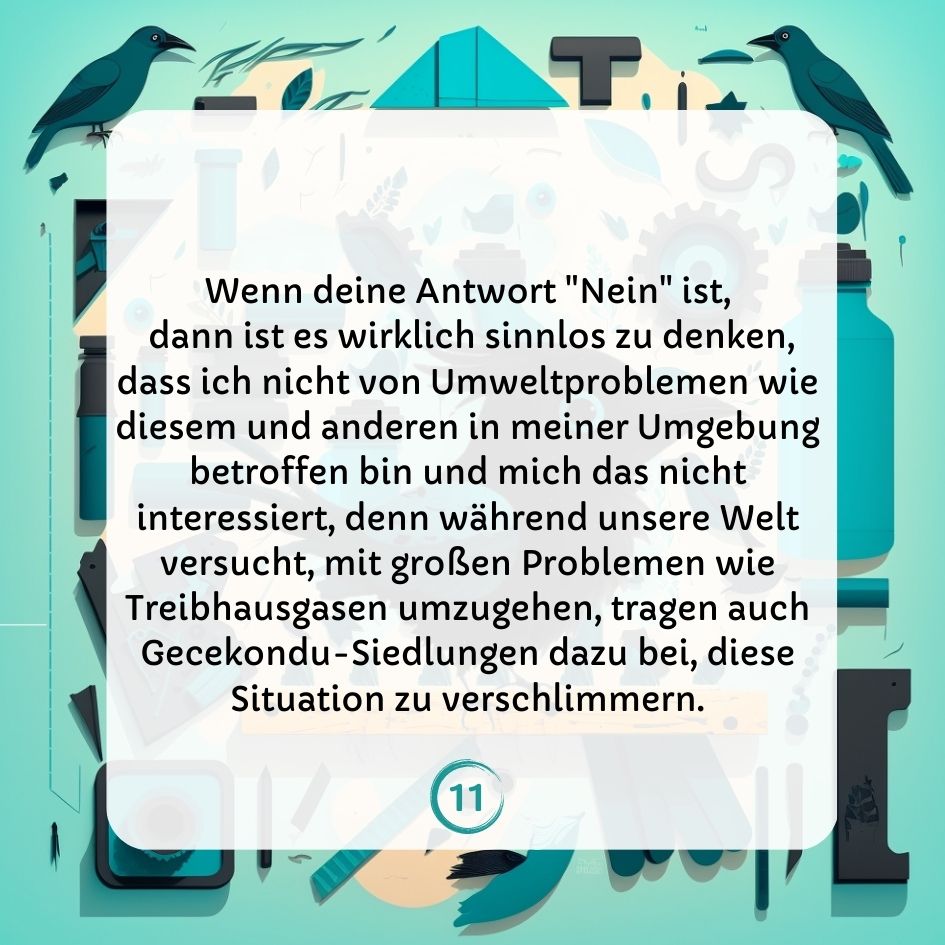 Wenn deine Antwort "Nein" ist,
dann ist es wirklich sinnlos zu denken,
dass ich nicht von Umweltproblemen wie
diesem und anderen in meiner Umgebung
betroffen bin und mich das nicht
interessiert, denn während unsere Welt
versucht, mit großen Problemen wie
Treibhausgasen umzugehen, tragen auch
Gecekondu-Siedlungen dazu bei, diese
Situation zu verschlimmern.
11